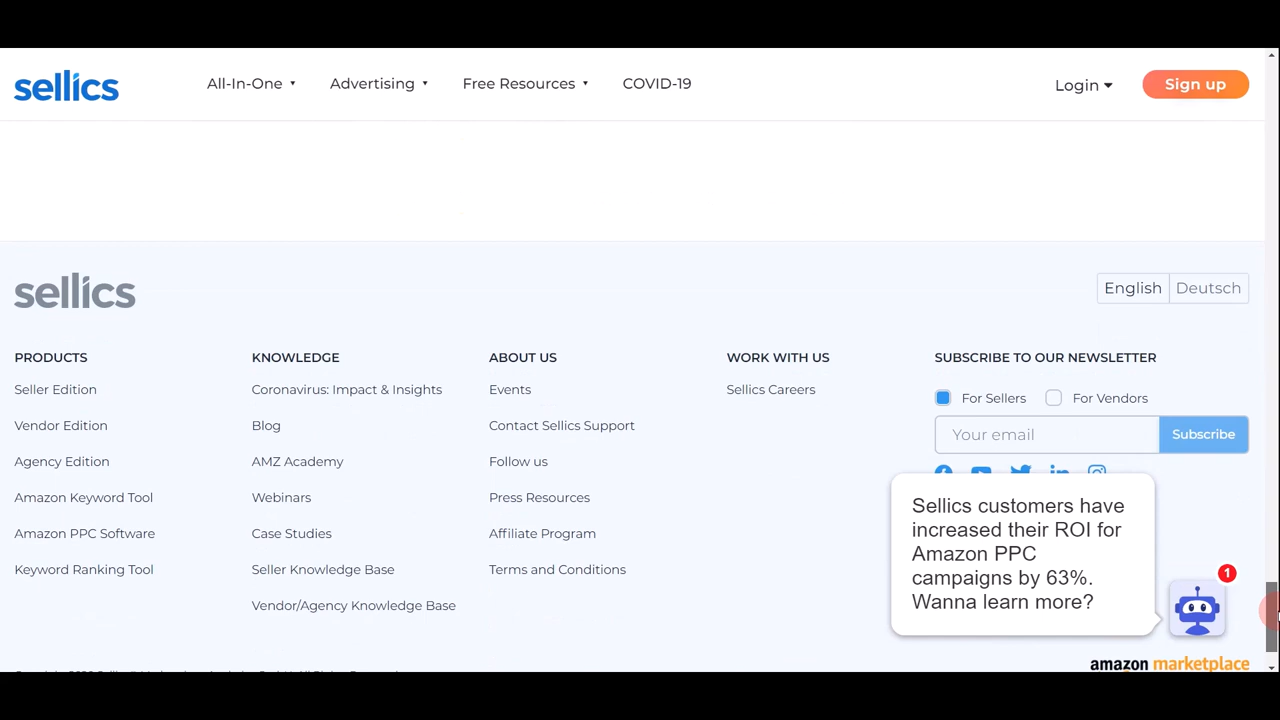 sellics
All-In-One
Advertising
Free Resources
COVID-19
Login
Sign up
sellics
English
Deutsch
PRODUCTS
Seller Edition
Vendor Edition
Agency Edition
Amazon Keyword Tool
Amazon PPC Software
Keyword Ranking Tool
KNOWLEDGE
Coronavirus: Impact & Insights
Blog
AMZ Academy
Webinars
Case Studies
Seller Knowledge Base
Vendor/Agency Knowledge Base
ABOUT US
Events
Contact Sellics Support
Follow us
Press Resources
Affiliate Program
Terms and Conditions
WORK WITH US
Sellics Careers
SUBSCRIBE TO OUR NEWSLETTER
For Sellers
For Vendors
Your email
Subscribe
Sellics customers have
increased their ROI for
Amazon PPC
campaigns by 63%.
Wanna learn more?
1
amazon marketplace